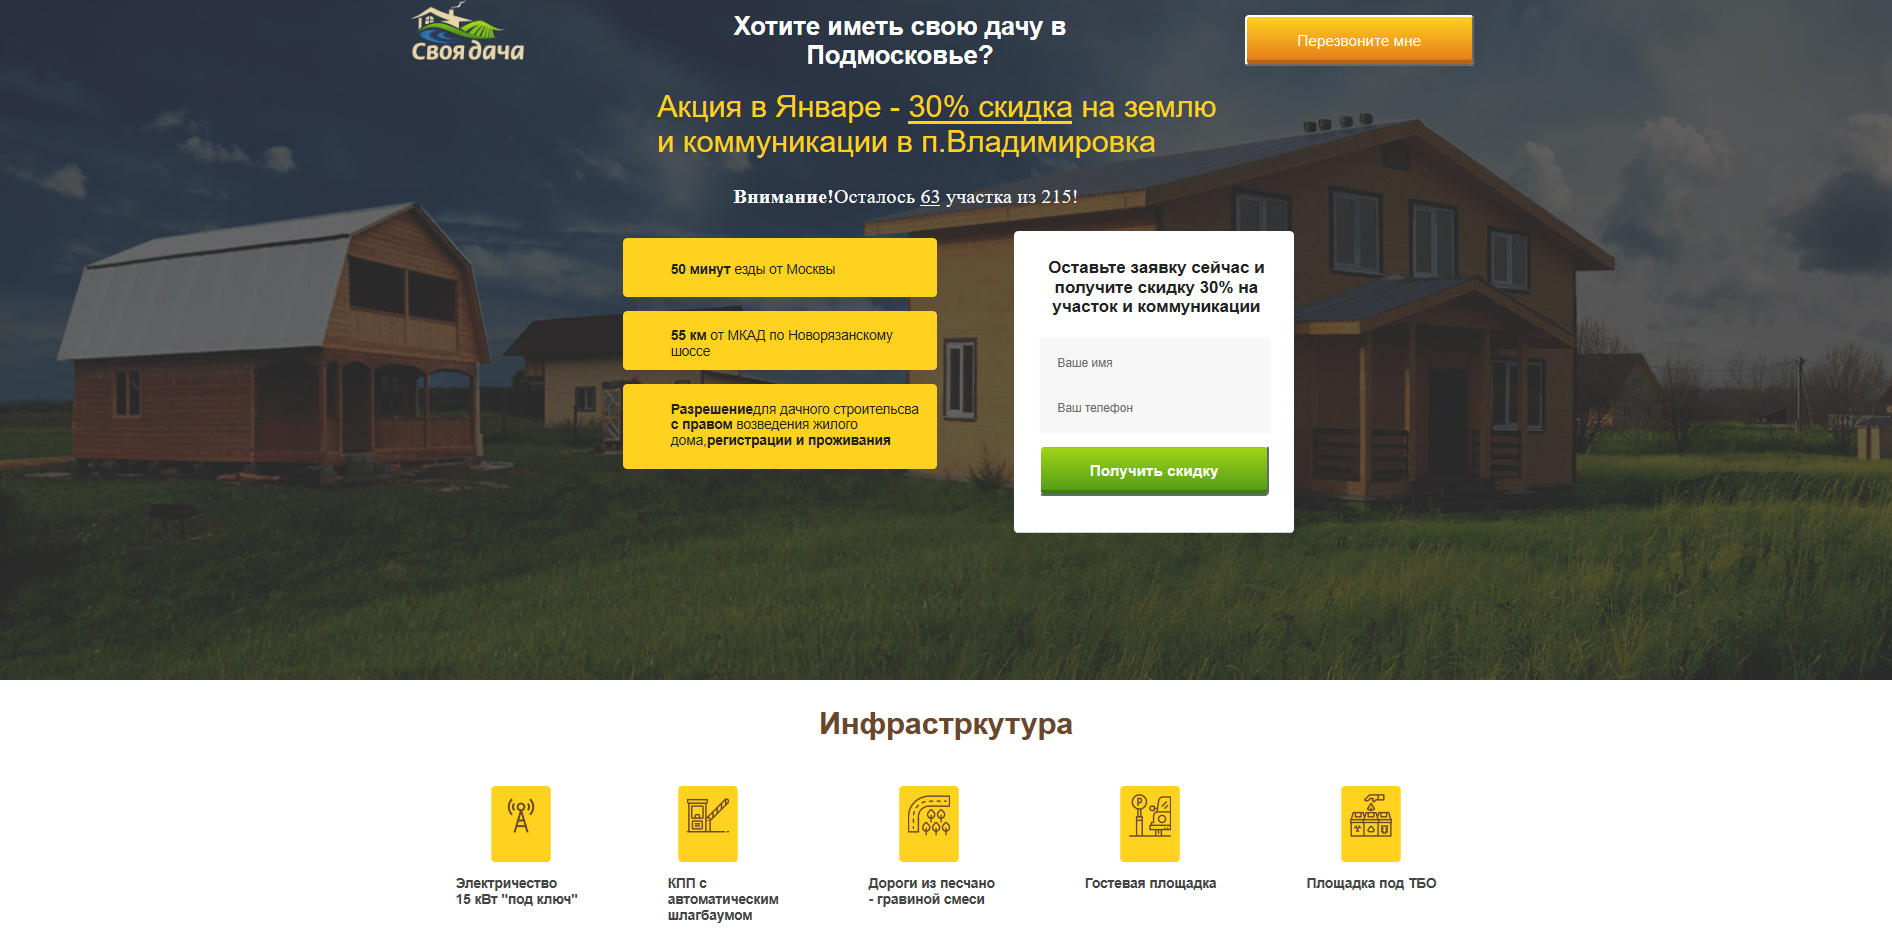 Своя дача
Хотите иметь свою дачу в
Подмосковье?
Перезвоните мне
Акция в Январе - 30% скидка на землю
и коммуникации в п.Владимировка
Внимание!Осталось 63 участка из 215!
50 минут езды от Москвы
55 км от МКАД по Новорязанскому
шоссе
Разрешениедля дачного строительсва
с правом возведения жилого
дома,регистрации и проживания
Оставьте заявку сейчас и
получите скидку 30% на
участок и коммуникации
Ваше имя
Ваш телефон
Получить скидку
Инфрастркутура
Электричество
15 кВт "под ключ"
КПП с
автоматическим
шлагбаумом
Дороги из песчано
- гравиной смеси
Гостевая площадка
Площадка под ТБО